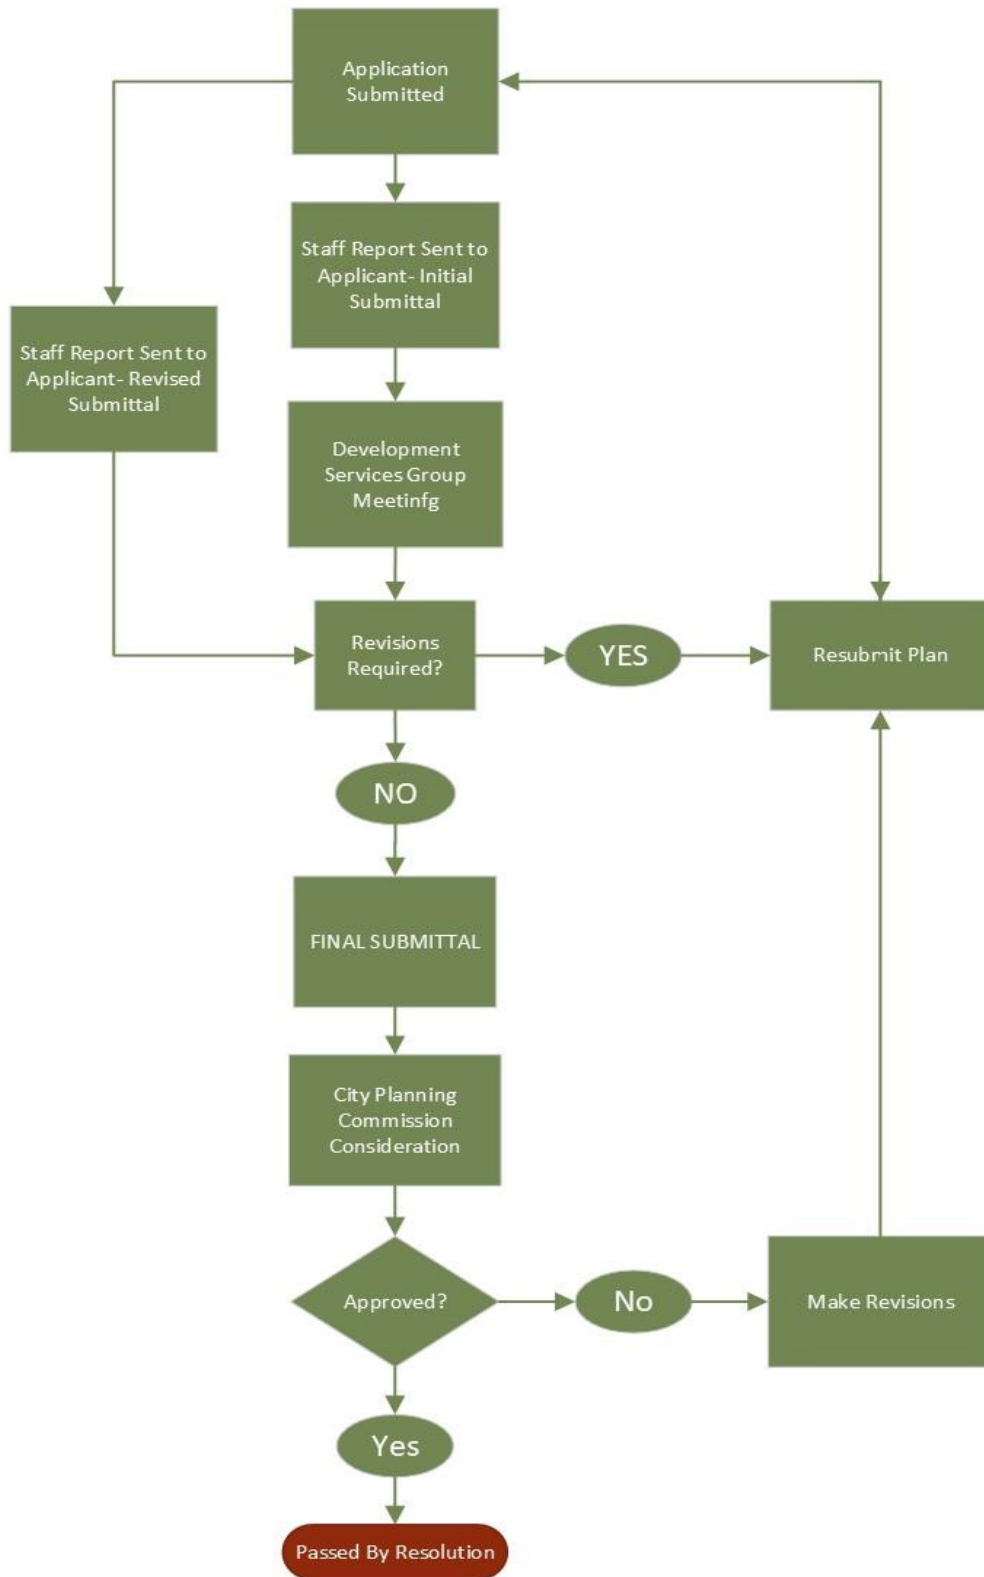 Application
Submitted
Staff Report Sent to
Applicant- Initial
Submittal
Staff Report Sent to
Applicant- Revised
Submittal
Development
Services Group
Meetinfg
Revisions
Required?
YES
Resubmit Plan
NO
FINAL SUBMITTAL
City Planning
Commission
Consideration
Approved?
No
Make Revisions
Yes
Passed By Resolution